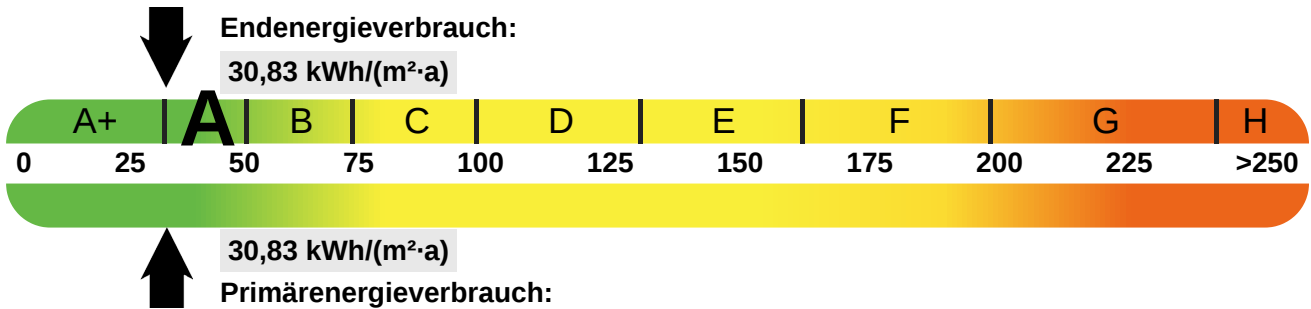 Endenergieverbrauch:
30,83 kWh/(m²·a)
A+ A B C D E F G H
0 25 50 75 100 125 150 175 200 225 >250
30,83 kWh/(m²·a)
Primärenergieverbrauch: